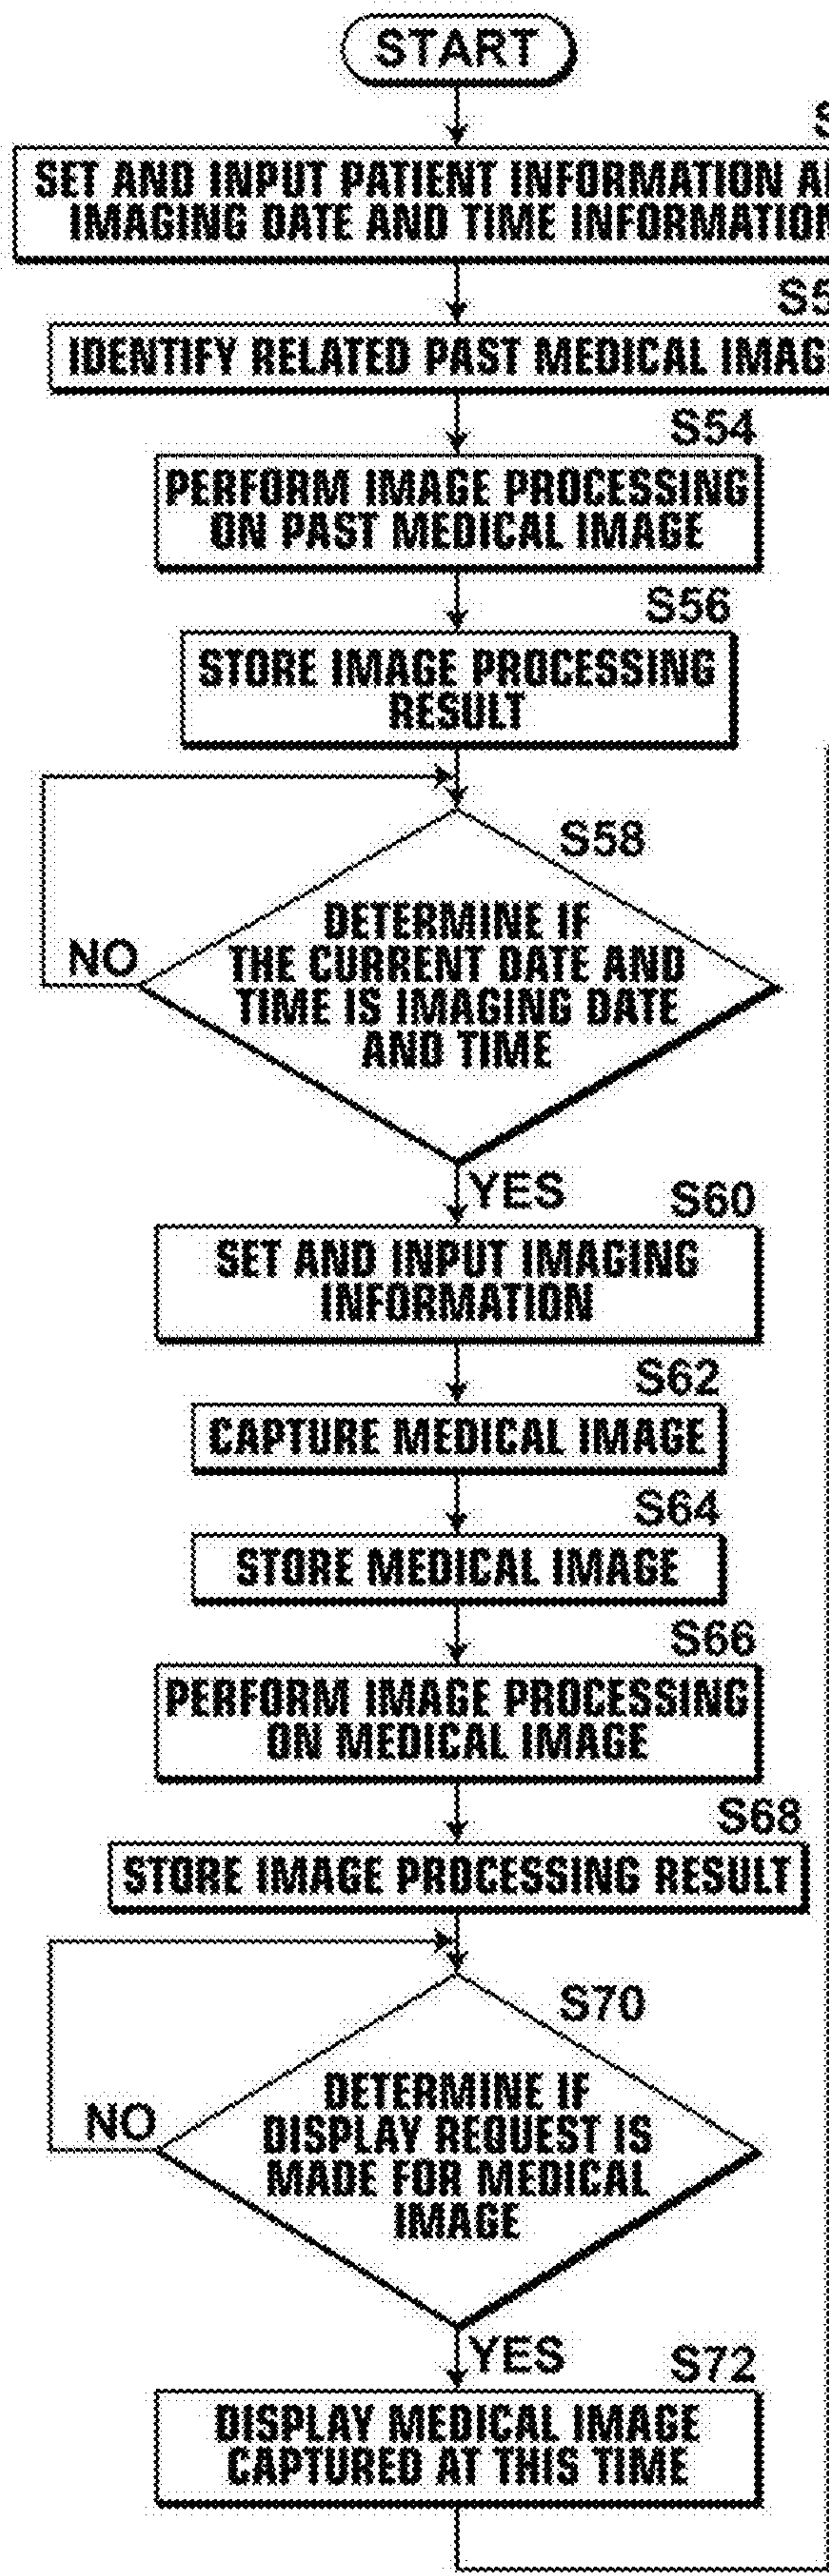 START
SET AND INPUT PATIENT INFORMATION
IMAGING DATE AND TIME INFORMATION
IDENTIFY RELATED PAST MEDICAL IMAGE
S54
PERFORM IMAGE PROCESSING
ON PAST MEDICAL IMAGE
S56
STORE IMAGE PROCESSING
RESULT
S58
DETERMINE IF
THE CURRENT DATE AND
TIME IS IMAGING DATE
AND TIME
NO
YES
S60
SET AND INPUT IMAGING
INFORMATION
S62
CAPTURE MEDICAL IMAGE
S64
STORE MEDICAL IMAGE
S66
PERFORM IMAGE PROCESSING
ON MEDICAL IMAGE
S68
STORE IMAGE PROCESSING RESULT
S70
DETERMINE IF
DISPLAY REQUEST IS
MADE FOR MEDICAL
IMAGE
NO
YES
S72
DISPLAY MEDICAL IMAGE
CAPTURED AT THIS TIME